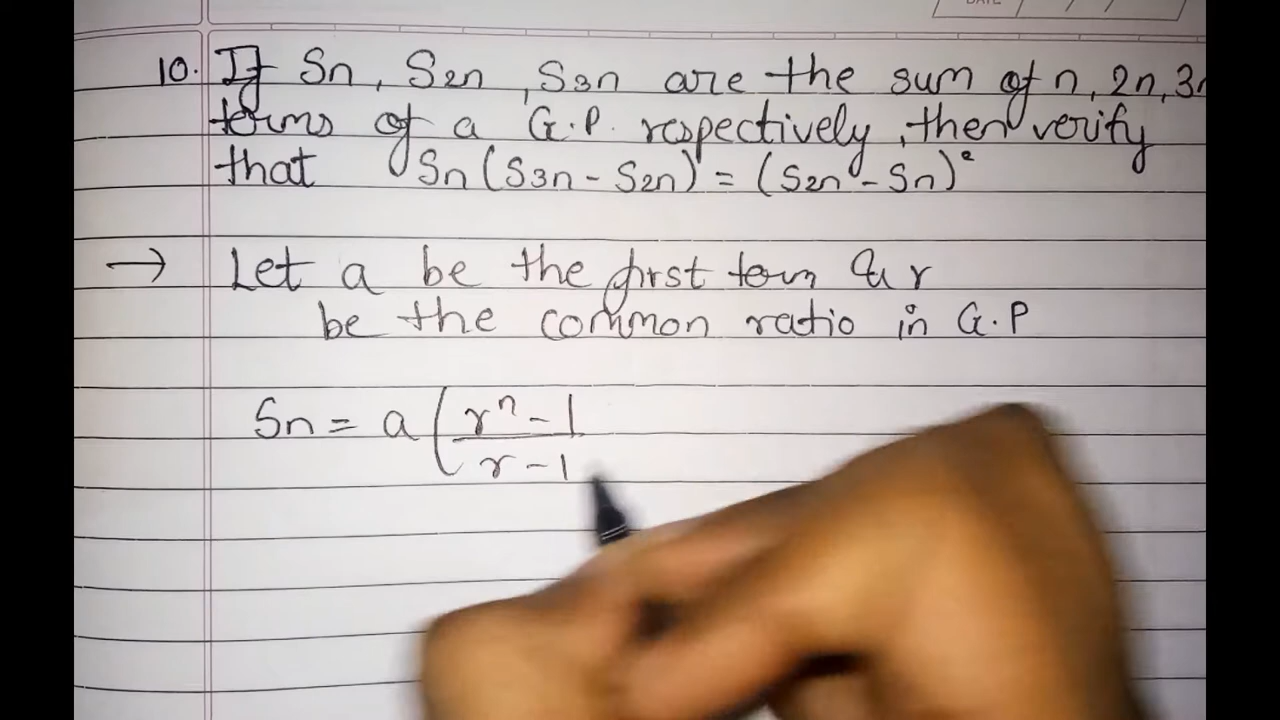 DATE
10. If Sn, S2n, S3n are the sum of n, 2n, 3n
terms of a G.P. respectively, then verify
that Sn(S3n - S2n) = (S2n - Sn)²
→ Let a be the first term & r
be the common ratio in G.P
Sn = a (rⁿ - 1
r - 1